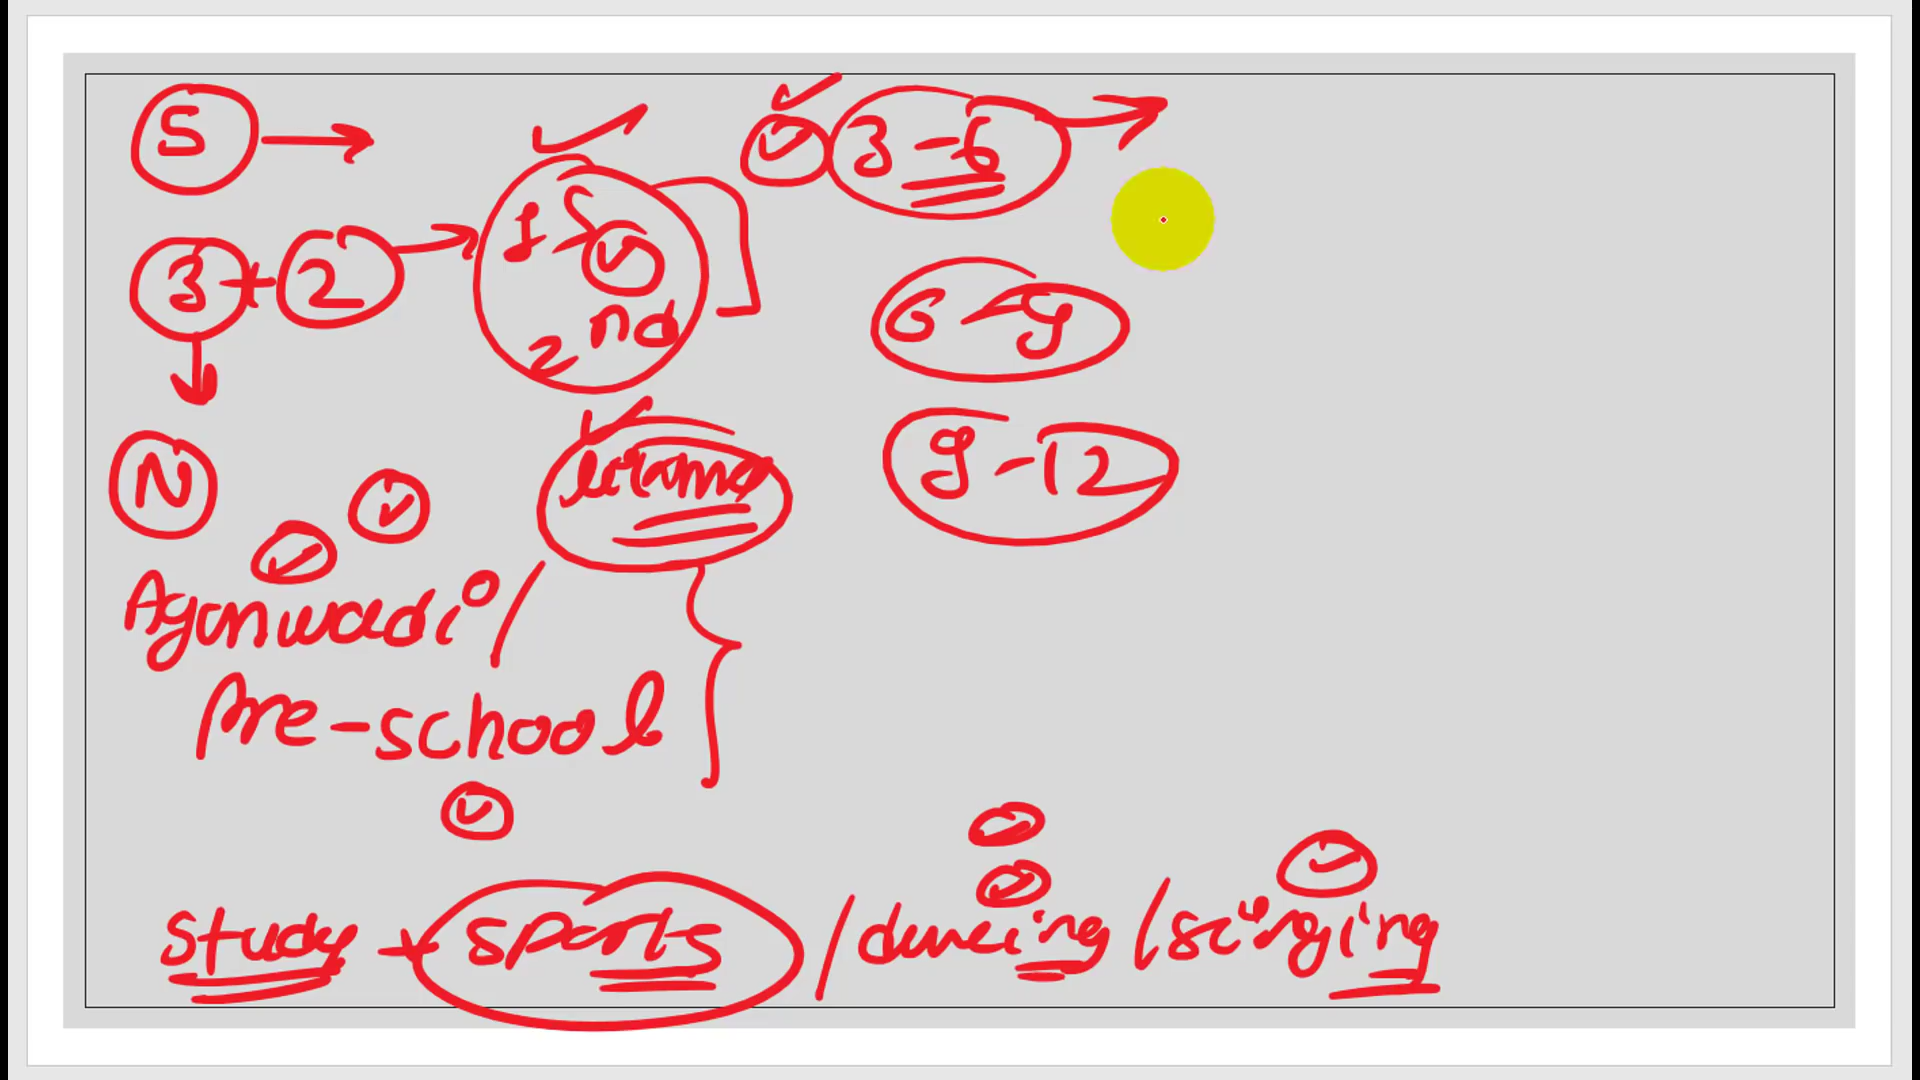 5 →
3 + 2 → 1st
2nd
3-6 →
6-9
9-12
N
Aganwadi /
Pre-school
study + sports / dancing / singing